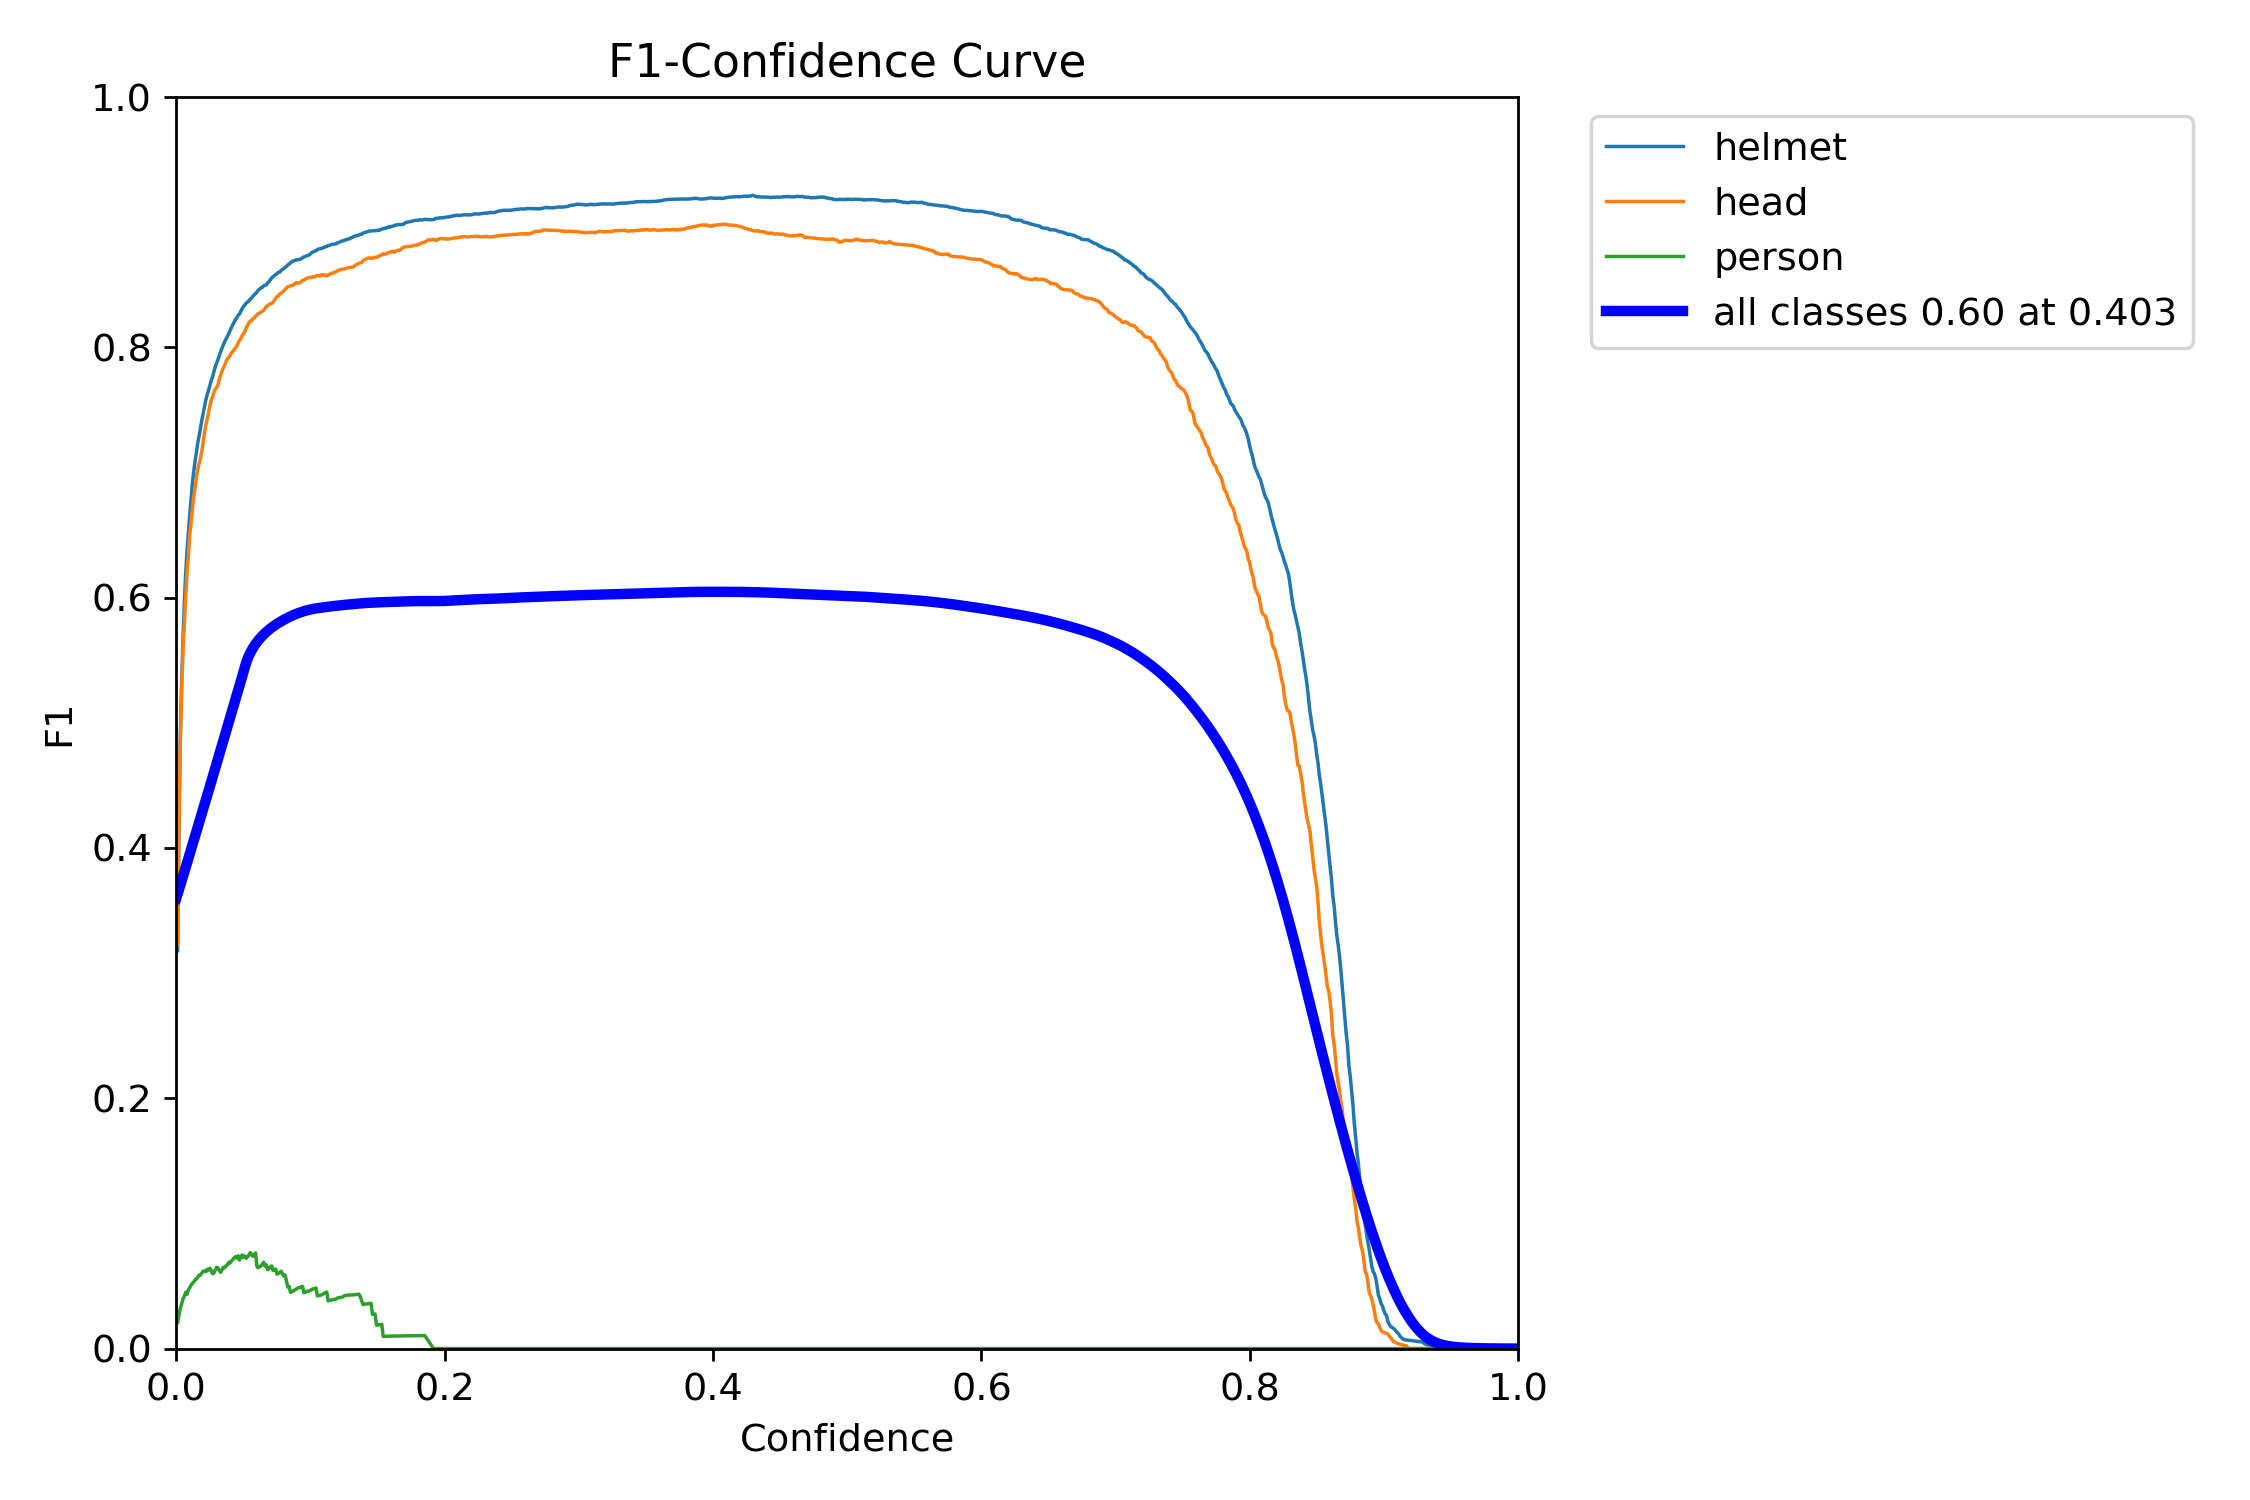 F1-Confidence Curve
1.0
0.8
0.6
0.4
0.2
0.0
F1
0.0 0.2 0.4 0.6 0.8 1.0
Confidence
helmet
head
person
all classes 0.60 at 0.403